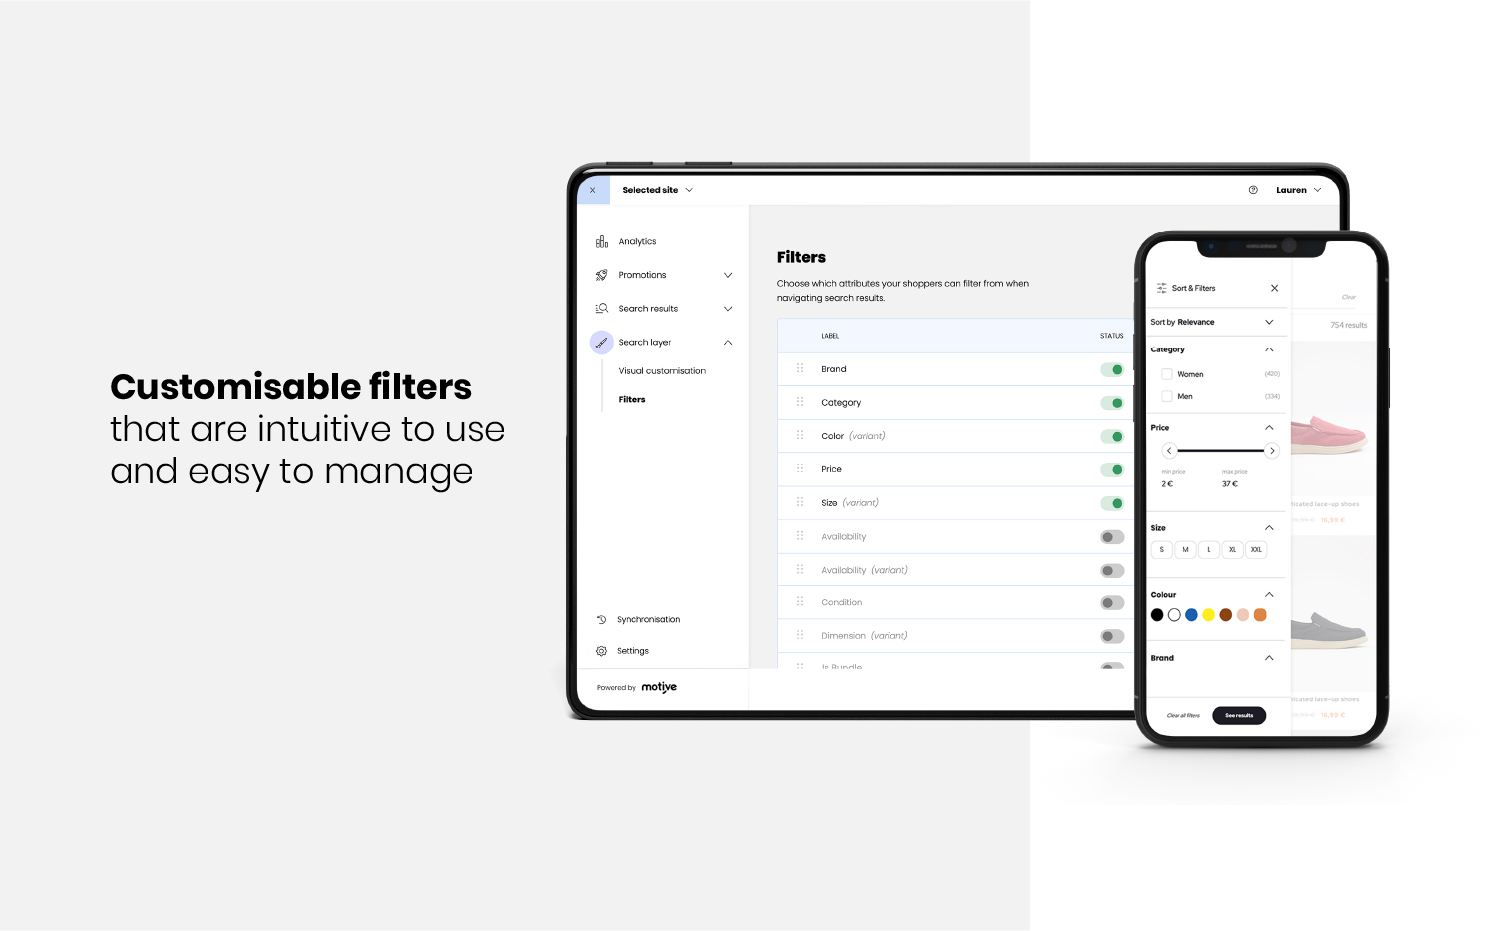 Customisable filters
that are intuitive to use
and easy to manage
X
Selected site
Lauren
Analytics
Promotions
Search results
Search layer
Visual customisation
Filters
Synchronisation
Settings
Powered by motive
Filters
Choose which attributes your shoppers can filter from when
navigating search results.
LABEL STATUS
Brand
Category
Color (variant)
Price
Size (variant)
Availability
Availability (variant)
Condition
Dimension (variant)
Is Bundle
Sort & Filters
Clear
Sort by Relevance
754 results
Category
Women (420)
Men (334)
Price
min price max price
2 € 37 €
Size
S M L XL XXL
Colour
Brand
Clear all filters See results
lace-up shoes
16,99 €
lace-up shoes
16,99 €